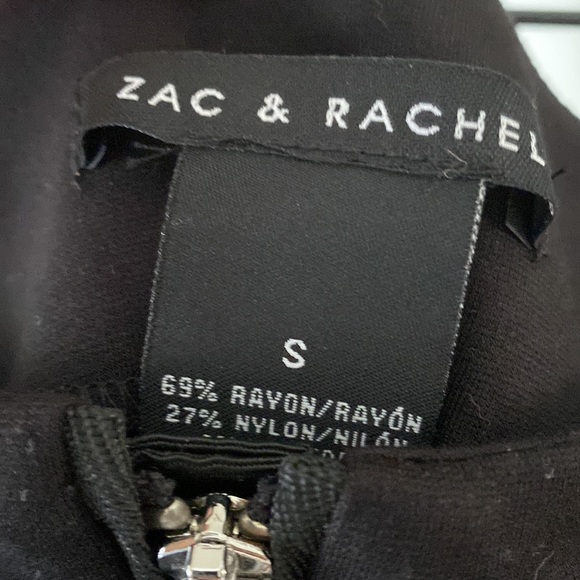 ZAC & RACHEL
S
69% RAYON/RAYÓN
27% NYLON/NILÓN